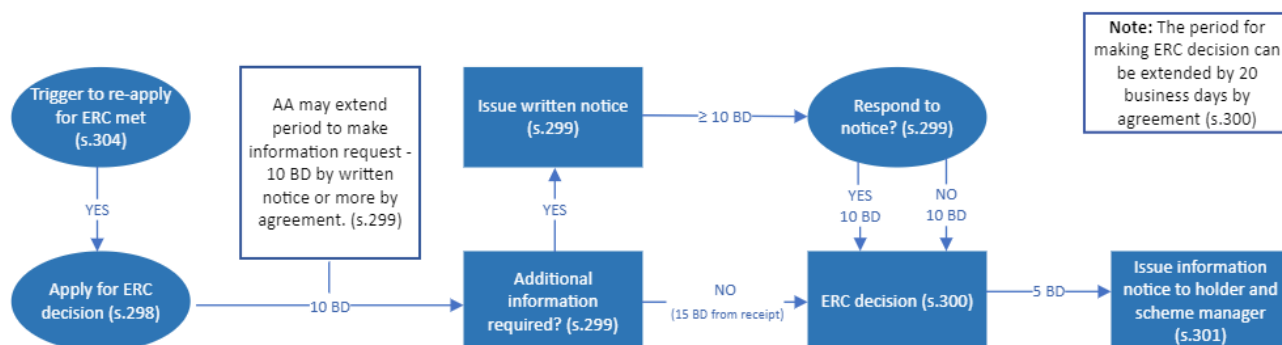 Trigger to re-apply
for ERC met
(s.304)
YES
Apply for ERC
decision (s.298)
AA may extend
period to make
information request -
10 BD by written
notice or more by
agreement. (s.299)
10 BD
Issue written notice
(s.299)
YES
Additional
information
required? (s.299)
≥ 10 BD
NO
(15 BD from receipt)
Respond to
notice? (s.299)
YES
10 BD
NO
10 BD
ERC decision (s.300)
5 BD
Note: The period for
making ERC decision can
be extended by 20
business days by
agreement (s.300)
Issue information
notice to holder and
scheme manager
(s.301)